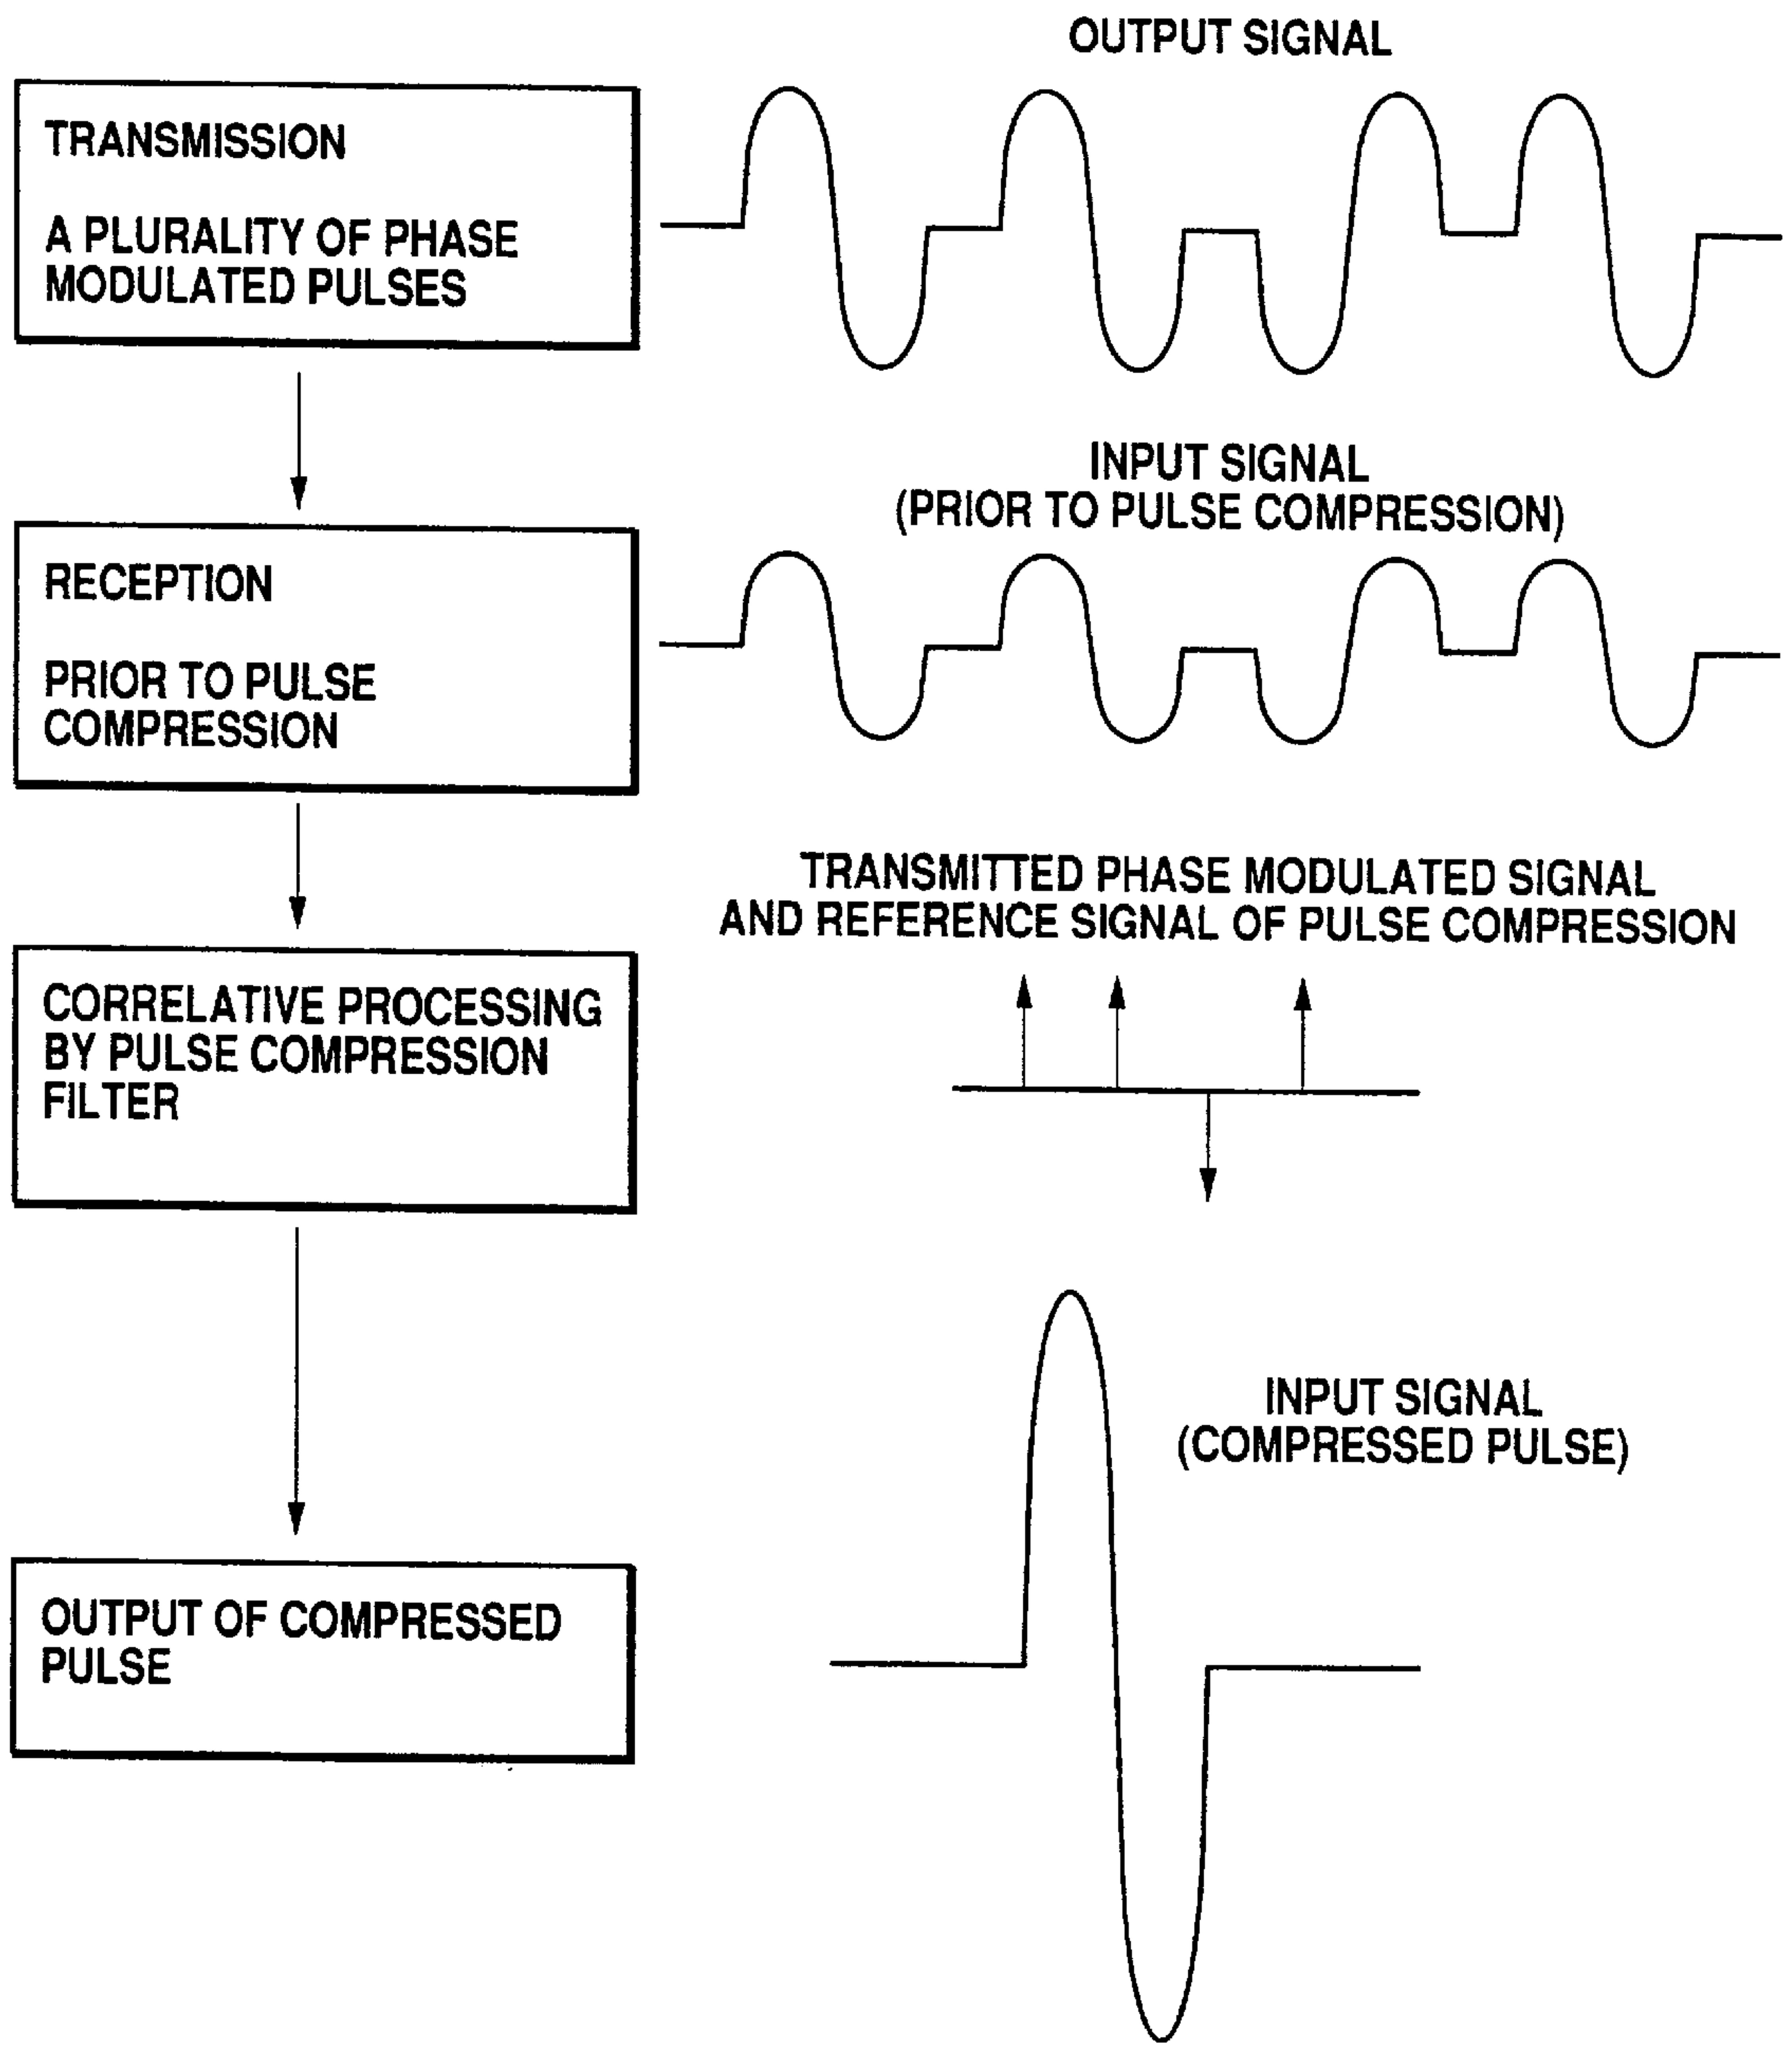 OUTPUT SIGNAL
TRANSMISSION
A PLURALITY OF PHASE
MODULATED PULSES
INPUT SIGNAL
(PRIOR TO PULSE COMPRESSION)
RECEPTION
PRIOR TO PULSE
COMPRESSION
TRANSMITTED PHASE MODULATED SIGNAL
AND REFERENCE SIGNAL OF PULSE COMPRESSION
CORRELATIVE PROCESSING
BY PULSE COMPRESSION
FILTER
INPUT SIGNAL
(COMPRESSED PULSE)
OUTPUT OF COMPRESSED
PULSE